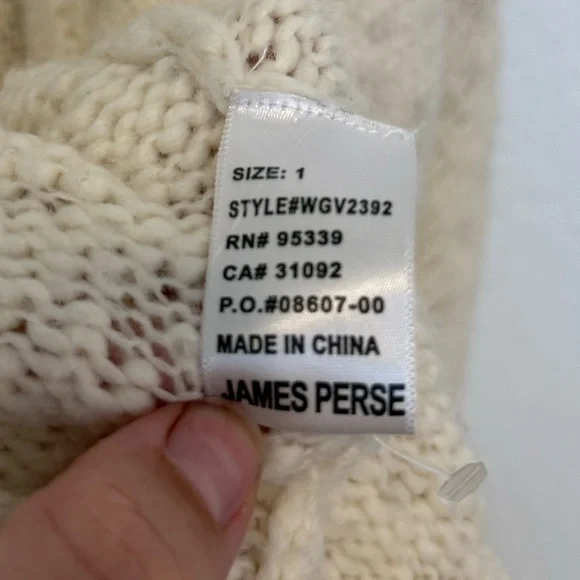 SIZE: 1
STYLE#WGV2392
RN# 95339
CA# 31092
P.O.#08607-00
MADE IN CHINA
JAMES PERSE